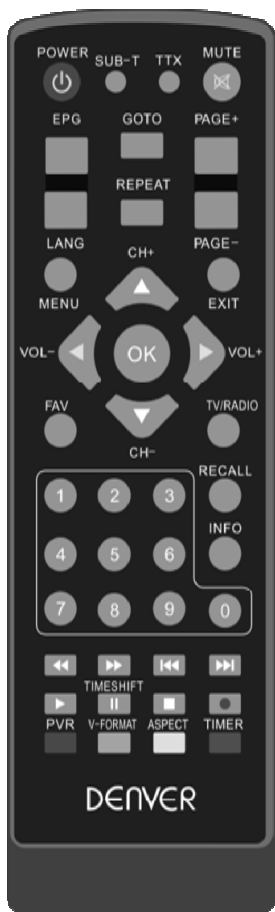 POWER SUB-T TTX MUTE
EPG GOTO PAGE+
REPEAT
LANG CH+ PAGE-
MENU EXIT
VOL- OK VOL+
FAV TV/RADIO
CH-
RECALL
1 2 3
INFO
4 5 6
7 8 9 0
TIMESHIFT
PVR V-FORMAT ASPECT TIMER
DENVER